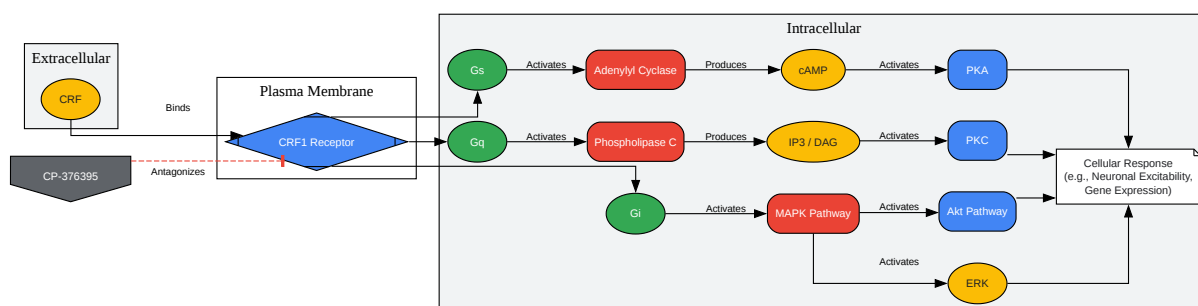 Extracellular
CRF
Binds
CP-376395
Antagonizes
Plasma Membrane
CRF1 Receptor
Intracellular
Gs
Activates
Adenylyl Cyclase
Produces
cAMP
Activates
PKA
Gq
Activates
Phospholipase C
Produces
IP3 / DAG
Activates
PKC
Gi
Activates
MAPK Pathway
Activates
Akt Pathway
Activates
ERK
Cellular Response
(e.g., Neuronal Excitability,
Gene Expression)